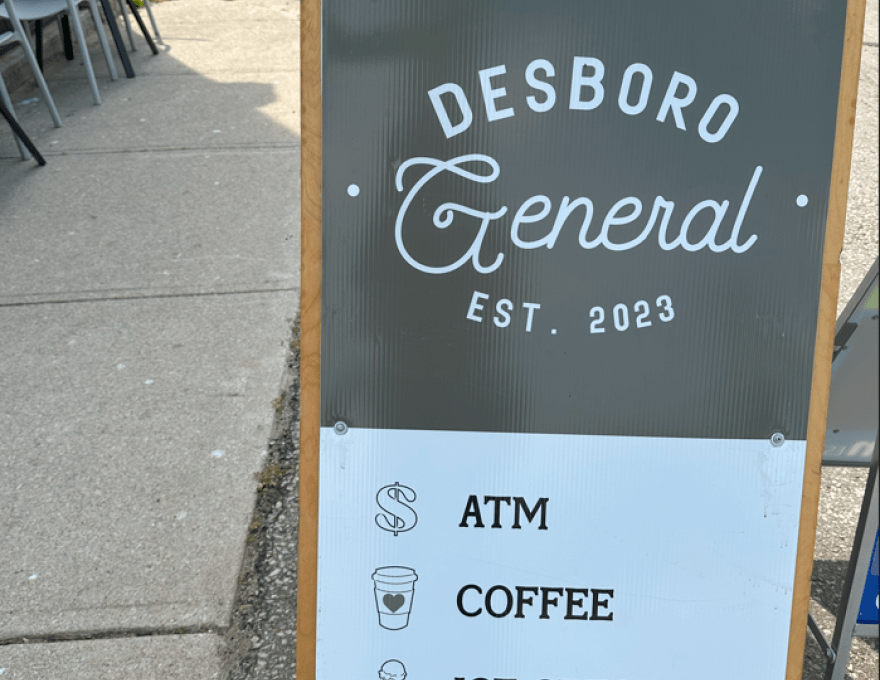 DESBORO
General
EST. 2023
ATM
COFFEE